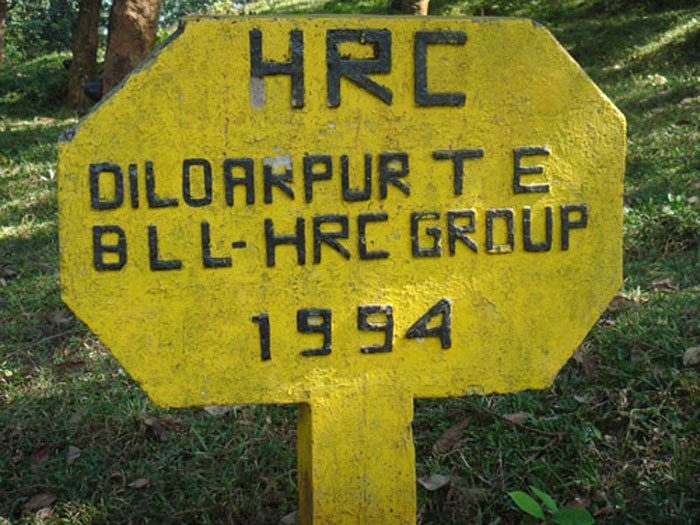 HRC
DILOARPUR T E
BLL-HRC GROUP
1994